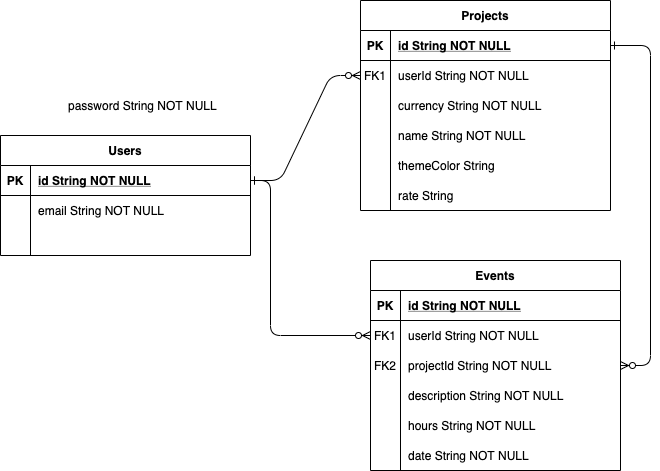 Projects
PK id String NOT NULL
FK1 userId String NOT NULL
currency String NOT NULL
name String NOT NULL
themeColor String
rate String
password String NOT NULL
Users
PK id String NOT NULL
email String NOT NULL
Events
PK id String NOT NULL
FK1 userId String NOT NULL
FK2 projectId String NOT NULL
description String NOT NULL
hours String NOT NULL
date String NOT NULL